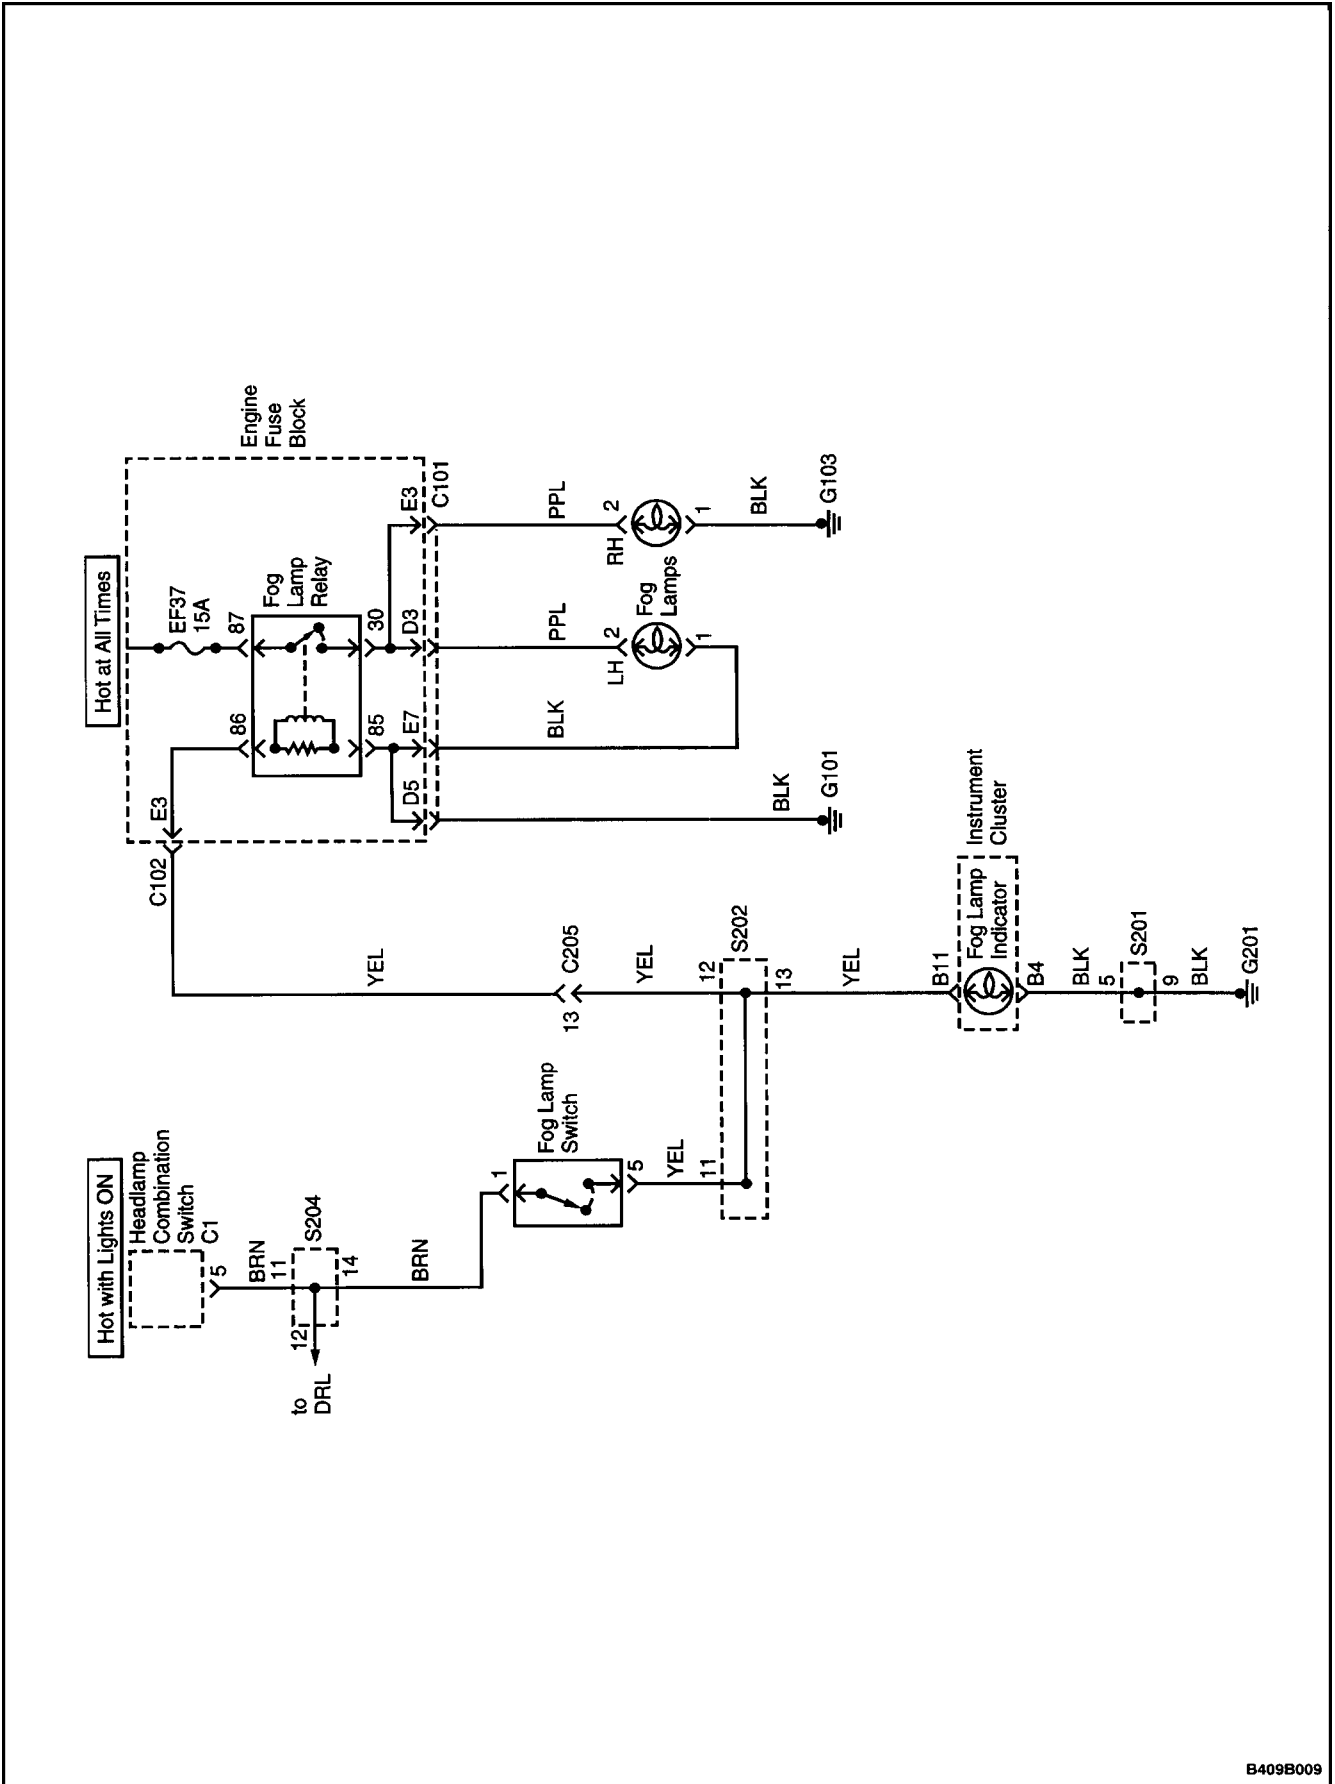 Hot with Lights ON
Headlamp
Combination
Switch
C1
5
BRN
11
S204
12
14
to
DRL
BRN
1
Fog Lamp
Switch
5
YEL
11
S202
12
13
YEL
C205
13
YEL
C102
E3
YEL
B11
Fog Lamp
Indicator
Instrument
Cluster
B4
BLK
5
S201
9
BLK
G201
Hot at All Times
Engine
Fuse
Block
EF37
15A
87
86
Fog
Lamp
Relay
30
85
D5
E7
D3
E3
C101
BLK
G101
BLK
PPL
LH
2
1
Fog
Lamps
PPL
RH
2
1
BLK
G103
B409B009